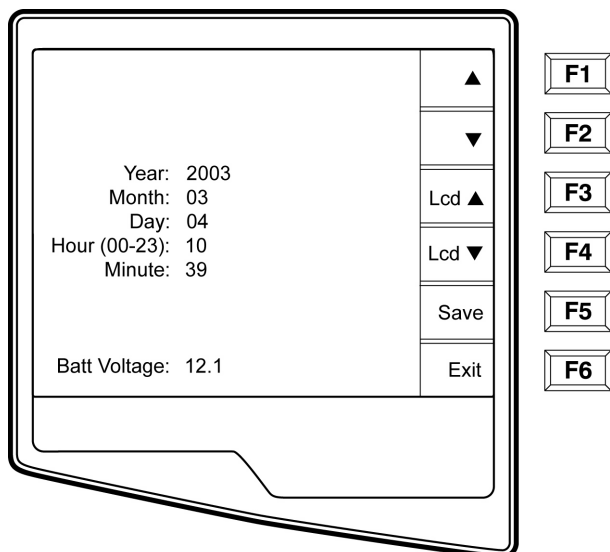 ▲ F1
▼ F2
Year: 2003
Month: 03 Lcd ▲ F3
Day: 04
Hour (00-23): 10 Lcd ▼ F4
Minute: 39
Save F5
Batt Voltage: 12.1 Exit F6